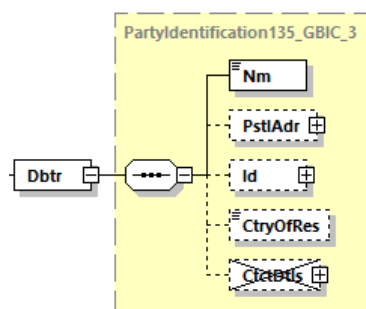 PartyIdentification135_GBIC_3
Nm
PstlAdr
Dbtr
Id
CtryOfRes
CtctDtls